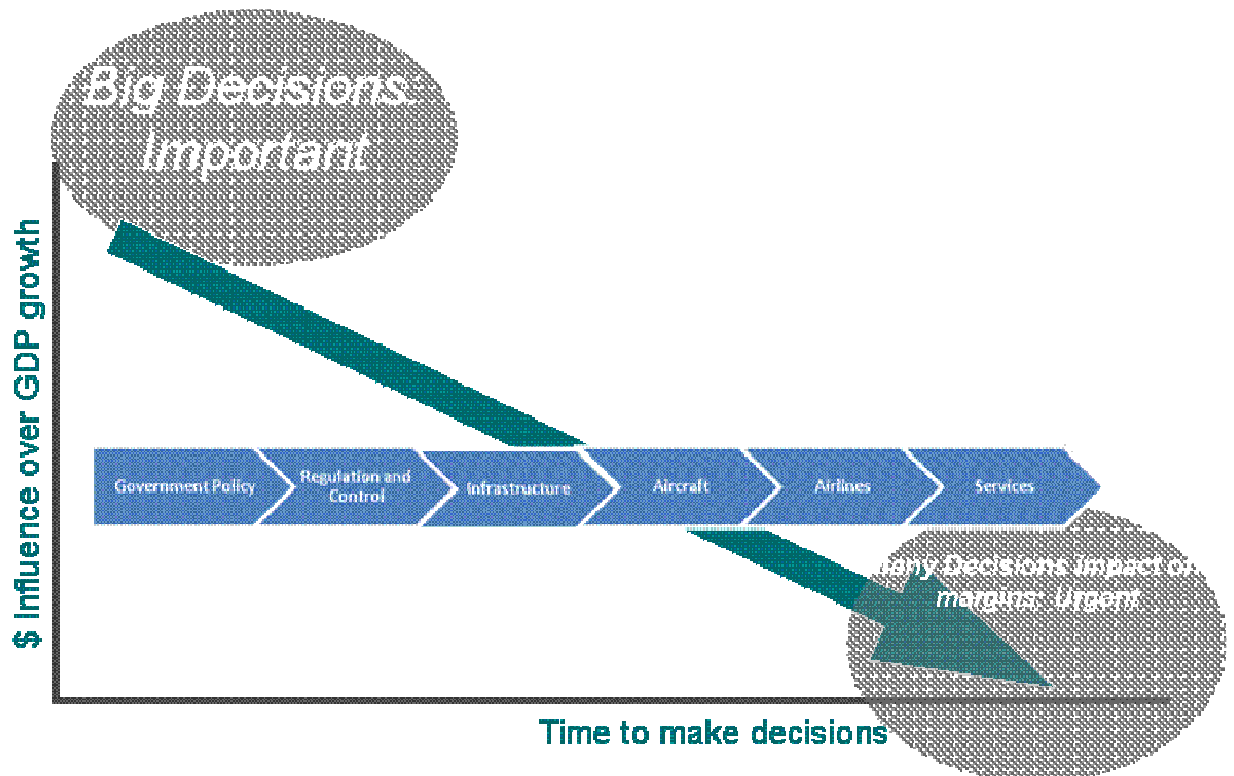 Big Decisions:
Important
$ Influence over GDP growth
Government Policy
Regulation and
Control
Infrastructure
Aircraft
Airlines
Services
Decisions Impact on
margins: Urgent
Time to make decisions